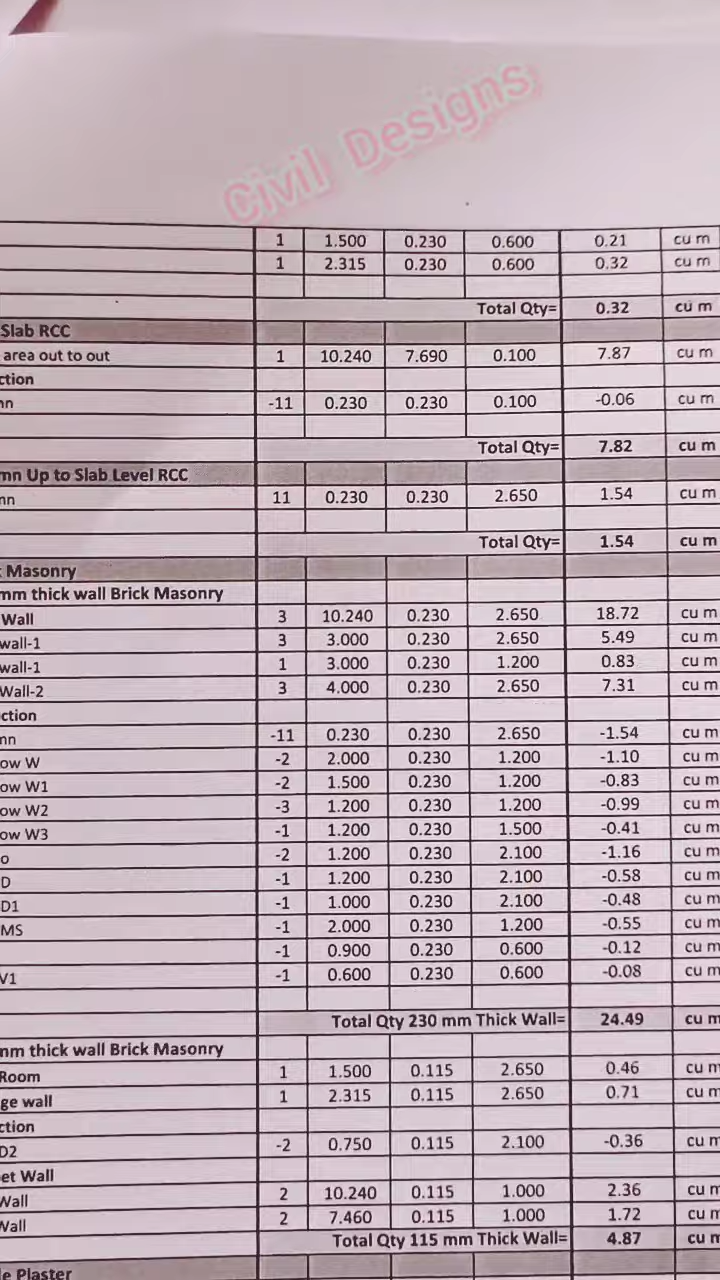 Civil Designs
1 1.500 0.230 0.600 0.21 cu m
1 2.315 0.230 0.600 0.32 cu m
Total Qty= 0.32 cu m
Slab RCC
area out to out 1 10.240 7.690 0.100 7.87 cu m
ction
nn -11 0.230 0.230 0.100 -0.06 cu m
Total Qty= 7.82 cu m
mn Up to Slab Level RCC
nn 11 0.230 0.230 2.650 1.54 cu m
Total Qty= 1.54 cu m
Masonry
mm thick wall Brick Masonry
Wall 3 10.240 0.230 2.650 18.72 cu m
wall-1 3 3.000 0.230 2.650 5.49 cu m
wall-1 1 3.000 0.230 1.200 0.83 cu m
Wall-2 3 4.000 0.230 2.650 7.31 cu m
ction
nn -11 0.230 0.230 2.650 -1.54 cu m
ow W -2 2.000 0.230 1.200 -1.10 cu m
ow W1 -2 1.500 0.230 1.200 -0.83 cu m
ow W2 -3 1.200 0.230 1.200 -0.99 cu m
ow W3 -1 1.200 0.230 1.500 -0.41 cu m
o -2 1.200 0.230 2.100 -1.16 cu m
D -1 1.200 0.230 2.100 -0.58 cu m
D1 -1 1.000 0.230 2.100 -0.48 cu m
MS -1 2.000 0.230 1.200 -0.55 cu m
-1 0.900 0.230 0.600 -0.12 cu m
V1 -1 0.600 0.230 0.600 -0.08 cu m
Total Qty 230 mm Thick Wall= 24.49 cu m
mm thick wall Brick Masonry
Room 1 1.500 0.115 2.650 0.46 cu m
ge wall 1 2.315 0.115 2.650 0.71 cu m
ction
D2 -2 0.750 0.115 2.100 -0.36 cu m
et Wall
Wall 2 10.240 0.115 1.000 2.36 cu m
Wall 2 7.460 0.115 1.000 1.72 cu m
Total Qty 115 mm Thick Wall= 4.87 cu m
e Plaster